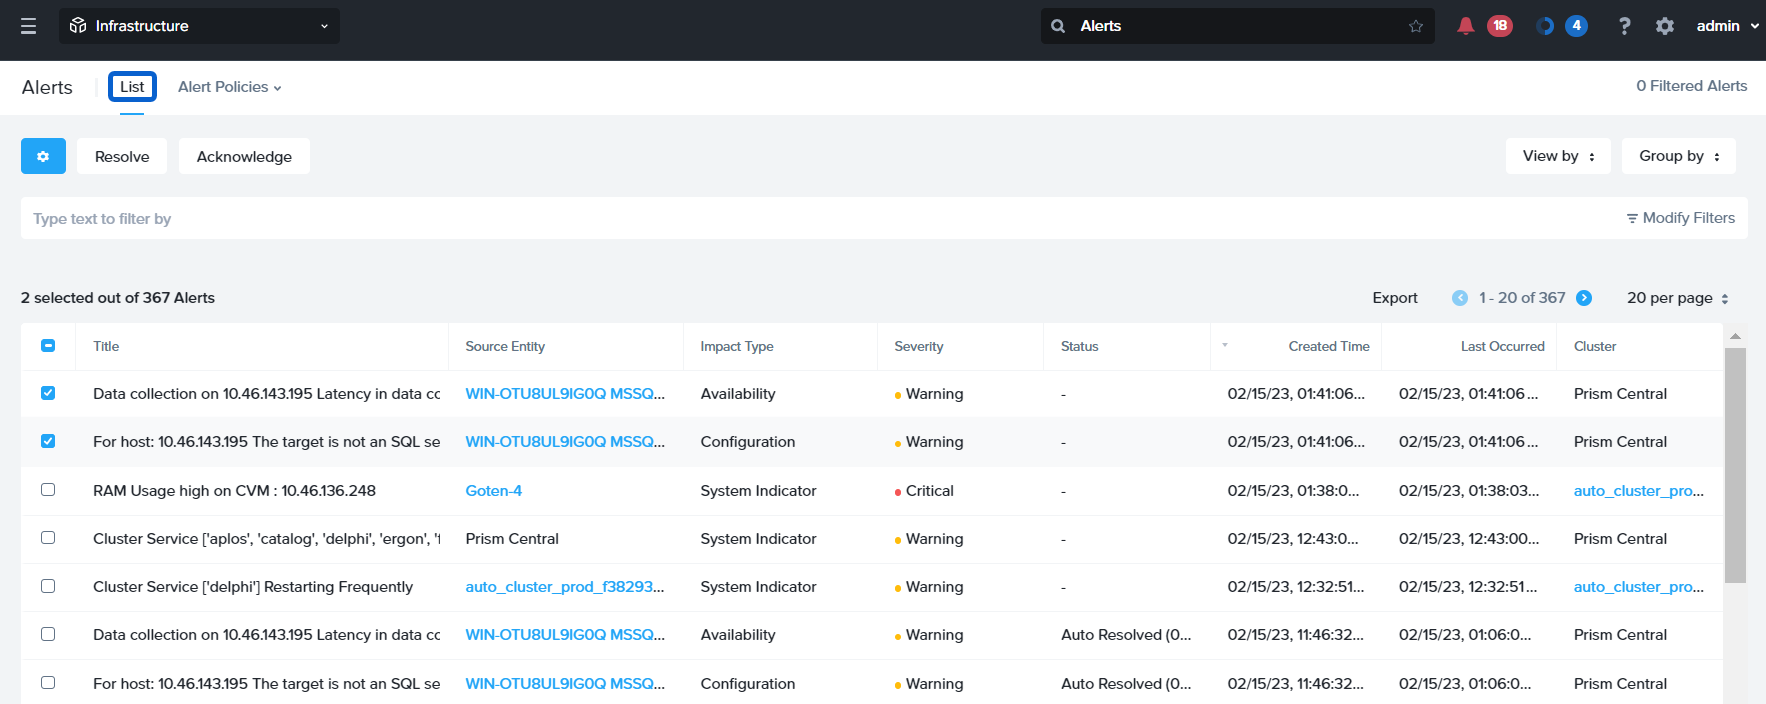 Infrastructure
Alerts
18
4
?
admin
Alerts
List
Alert Policies
0 Filtered Alerts
Resolve
Acknowledge
View by
Group by
Type text to filter by
Modify Filters
2 selected out of 367 Alerts
Export
1 - 20 of 367
20 per page
Title Source Entity Impact Type Severity Status Created Time Last Occurred Cluster
Data collection on 10.46.143.195 Latency in data cc WIN-OTU8UL9IG0Q MSSQ... Availability Warning - 02/15/23, 01:41:06... 02/15/23, 01:41:06... Prism Central
For host: 10.46.143.195 The target is not an SQL se WIN-OTU8UL9IG0Q MSSQ... Configuration Warning - 02/15/23, 01:41:06... 02/15/23, 01:41:06... Prism Central
RAM Usage high on CVM : 10.46.136.248 Goten-4 System Indicator Critical - 02/15/23, 01:38:0... 02/15/23, 01:38:03... auto_cluster_pro...
Cluster Service ['aplos', 'catalog', 'delphi', 'ergon', ' Prism Central System Indicator Warning - 02/15/23, 12:43:0... 02/15/23, 12:43:00... Prism Central
Cluster Service ['delphi'] Restarting Frequently auto_cluster_prod_f38293... System Indicator Warning - 02/15/23, 12:32:51... 02/15/23, 12:32:51... auto_cluster_pro...
Data collection on 10.46.143.195 Latency in data cc WIN-OTU8UL9IG0Q MSSQ... Availability Warning Auto Resolved (0... 02/15/23, 11:46:32... 02/15/23, 01:06:0... Prism Central
For host: 10.46.143.195 The target is not an SQL se WIN-OTU8UL9IG0Q MSSQ... Configuration Warning Auto Resolved (0... 02/15/23, 11:46:32... 02/15/23, 01:06:0... Prism Central